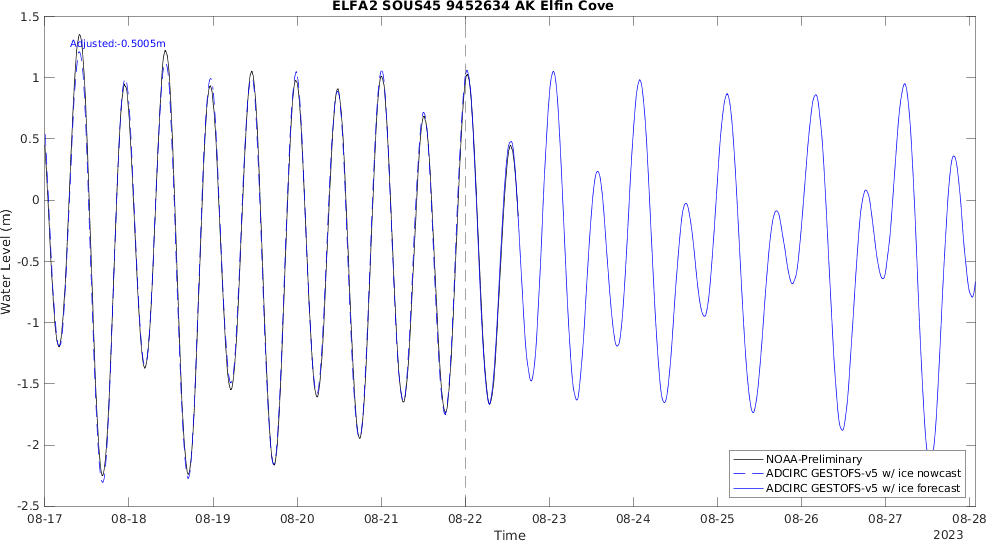 ELFA2 SOUS45 9452634 AK Elfin Cove
Adjusted:-0.5005m
1.5
1
0.5
0
-0.5
-1
-1.5
-2
-2.5
Water Level (m)
NOAA-Preliminary
ADCIRC GESTOFS-v5 w/ ice nowcast
ADCIRC GESTOFS-v5 w/ ice forecast
08-17 08-18 08-19 08-20 08-21 08-22 08-23 08-24 08-25 08-26 08-27 08-28
Time
2023